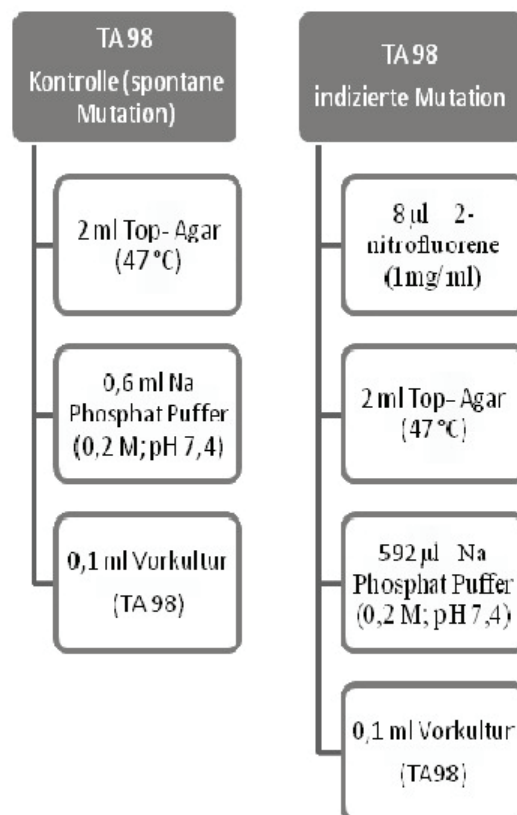 TA 98
Kontrolle (spontane
Mutation)
2 ml Top- Agar
(47 °C)
0,6 ml Na
Phosphat Puffer
(0,2 M; pH 7,4)
0,1 ml Vorkultur
(TA 98)
TA 98
indizierte Mutation
8 µl 2-
nitrofluorene
(1mg/ ml)
2 ml Top- Agar
(47 °C)
592 µl Na
Phosphat Puffer
(0,2 M; pH 7,4)
0,1 ml Vorkultur
(TA98)